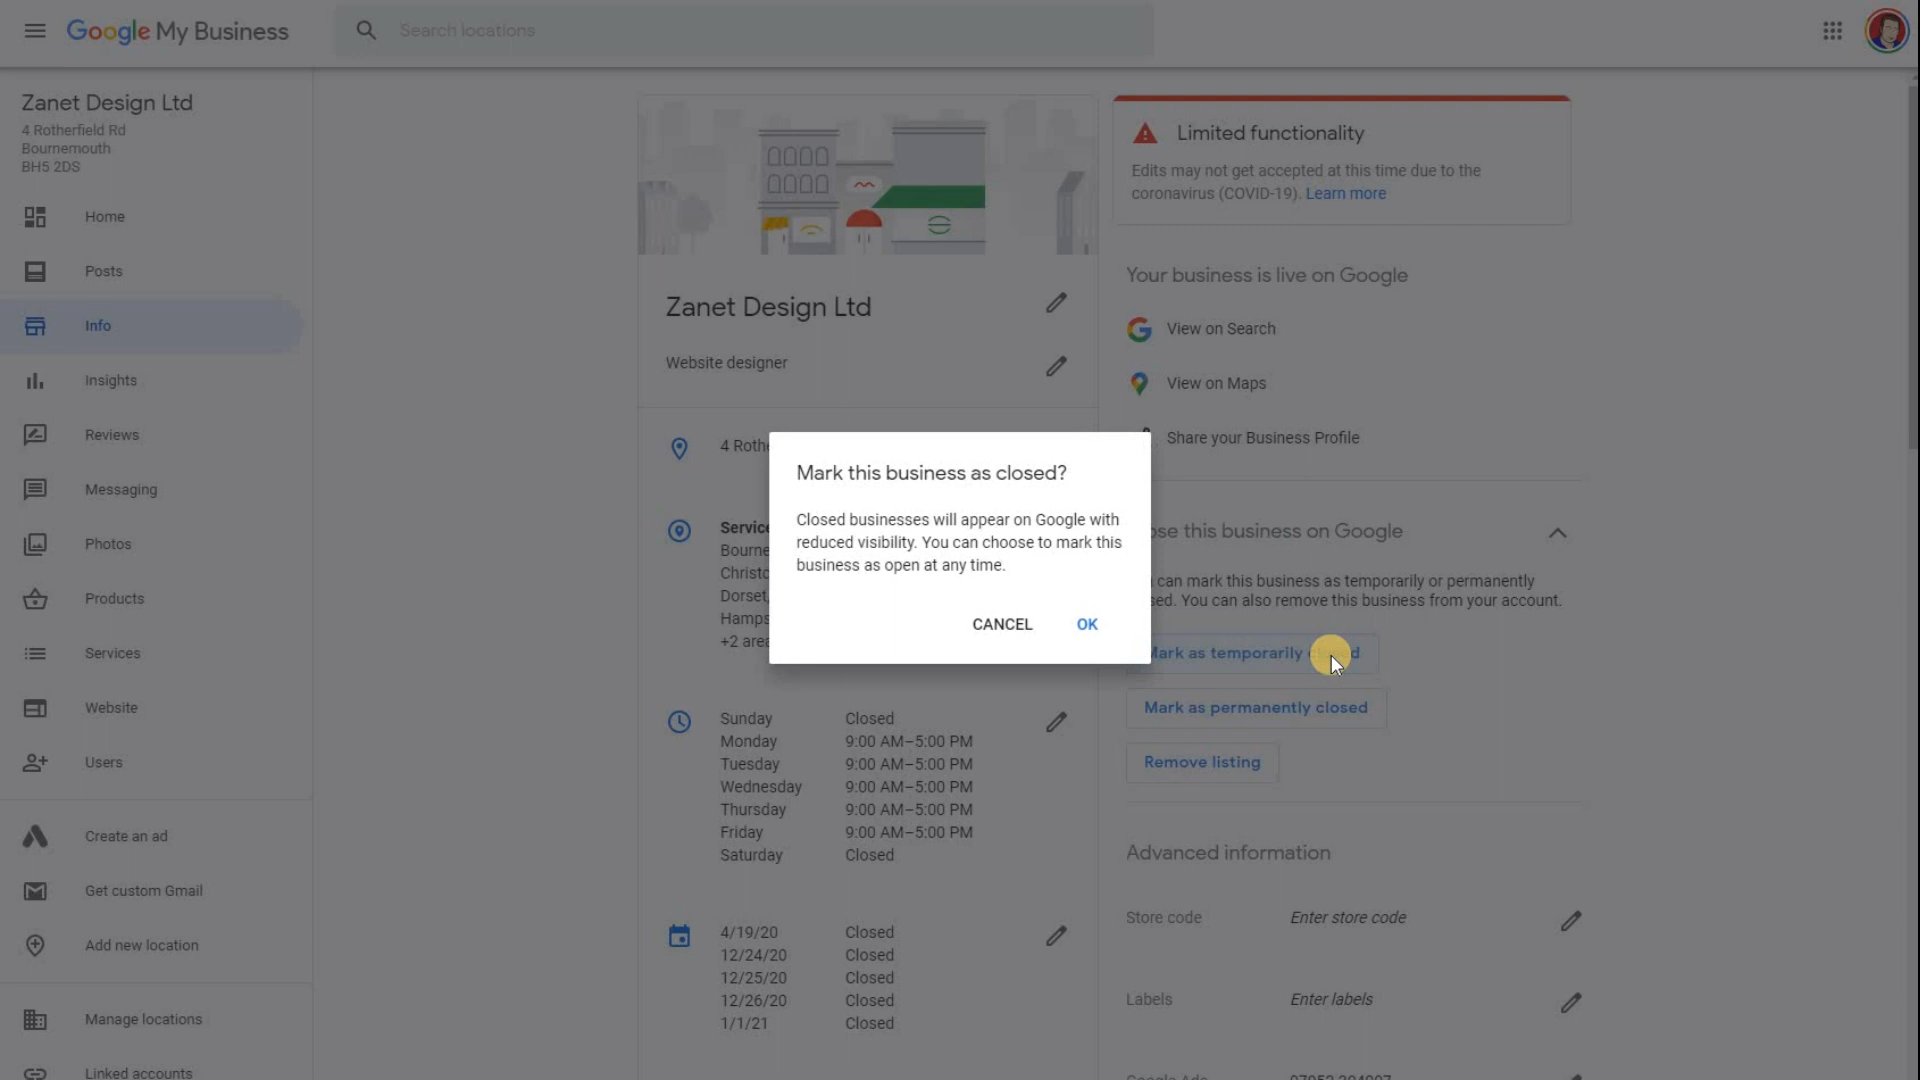 Google My Business
Search locations
Zanet Design Ltd
4 Rotherfield Rd
Bournemouth
BH5 2DS
Home
Posts
Info
Insights
Reviews
Messaging
Photos
Products
Services
Website
Users
Create an ad
Get custom Gmail
Add new location
Manage locations
Linked accounts
Zanet Design Ltd
Website designer
4 Rothe
Service
Bourne
Christc
Dorset,
Hamps
+2 area
Sunday Closed
Monday 9:00 AM–5:00 PM
Tuesday 9:00 AM–5:00 PM
Wednesday 9:00 AM–5:00 PM
Thursday 9:00 AM–5:00 PM
Friday 9:00 AM–5:00 PM
Saturday Closed
4/19/20 Closed
12/24/20 Closed
12/25/20 Closed
12/26/20 Closed
1/1/21 Closed
Mark this business as closed?
Closed businesses will appear on Google with
reduced visibility. You can choose to mark this
business as open at any time.
CANCEL OK
Limited functionality
Edits may not get accepted at this time due to the
coronavirus (COVID-19). Learn more
Your business is live on Google
View on Search
View on Maps
Share your Business Profile
ose this business on Google
can mark this business as temporarily or permanently
sed. You can also remove this business from your account.
Mark as temporarily
Mark as permanently closed
Remove listing
Advanced information
Store code Enter store code
Labels Enter labels